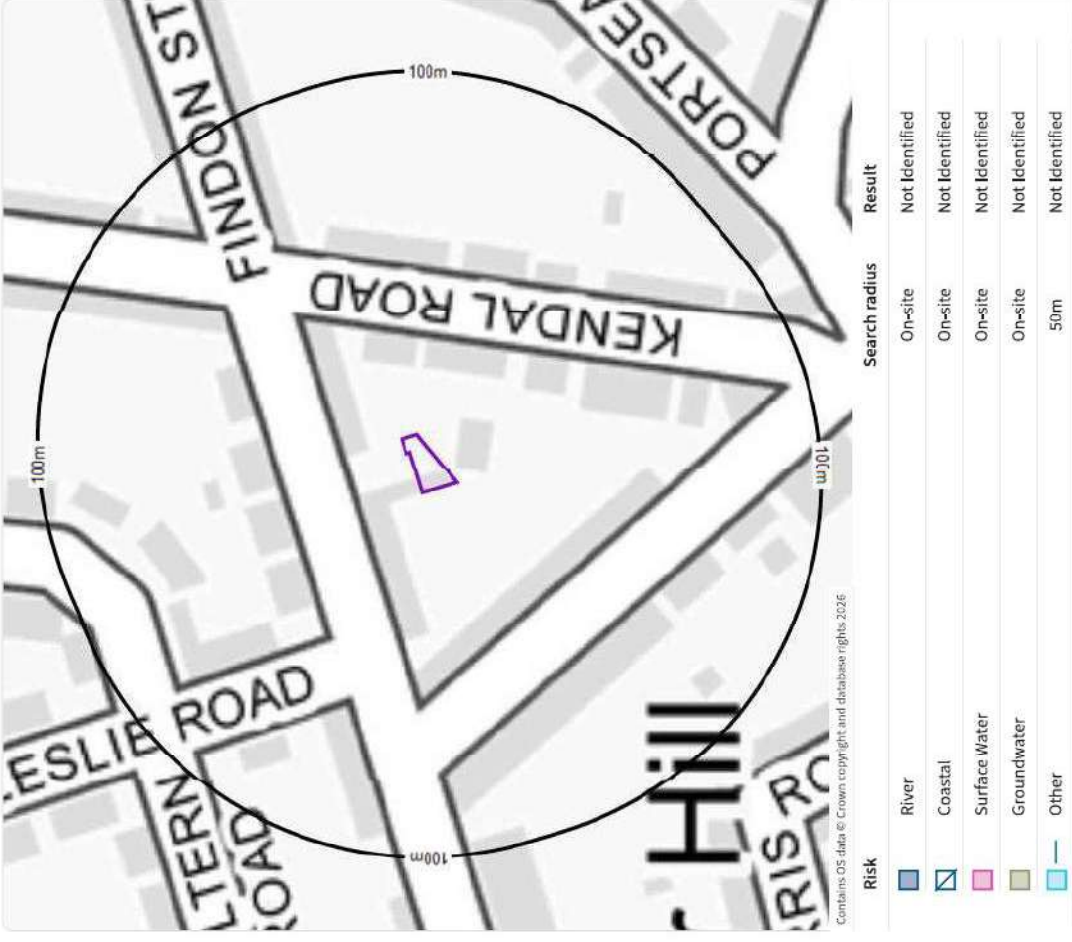 FINDON ST
PORTSEA
KENDAL ROAD
LESLIE ROAD
LTERN
ROAD
Hill
RRIS RO
100m
100m
100m
100m
Contains OS data © Crown copyright and database rights 2026
Risk Search radius Result
River On-site Not Identified
Coastal On-site Not Identified
Surface Water On-site Not Identified
Groundwater On-site Not Identified
Other 50m Not Identified